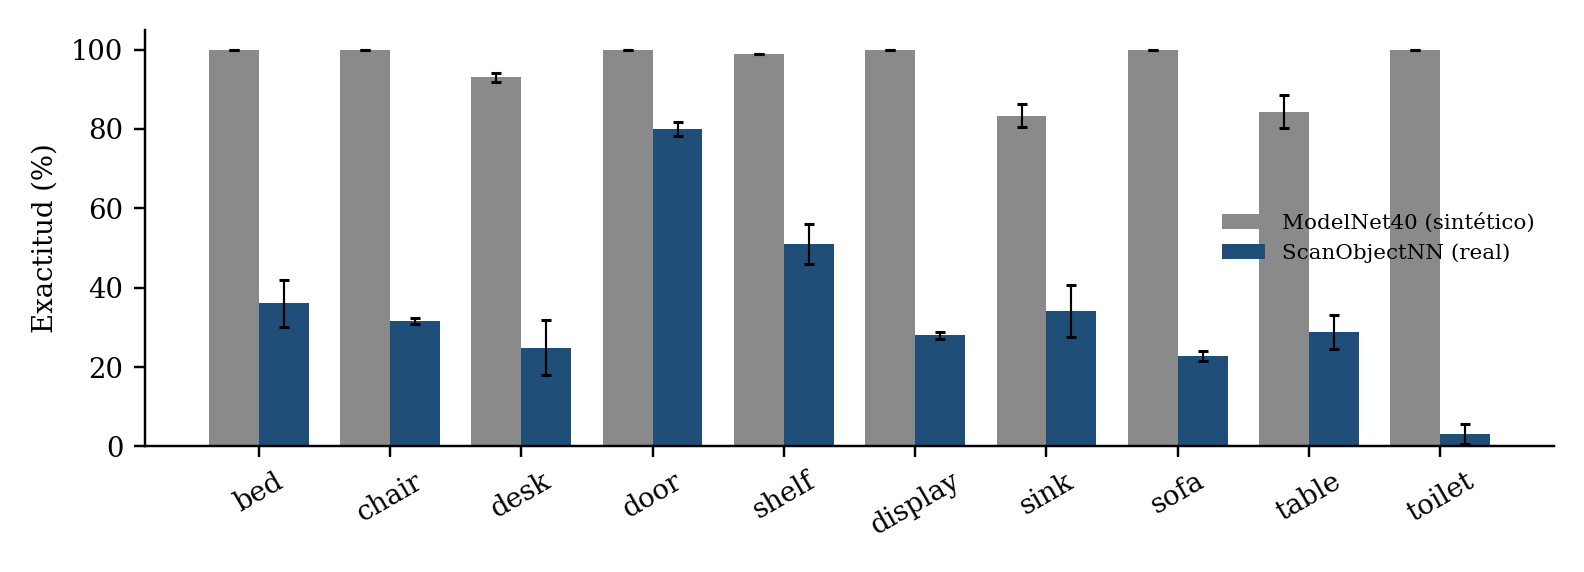 Exactitud (%)
100
80
60
40
20
0
ModelNet40 (sintético)
ScanObjectNN (real)
bed
chair
desk
door
shelf
display
sink
sofa
table
toilet